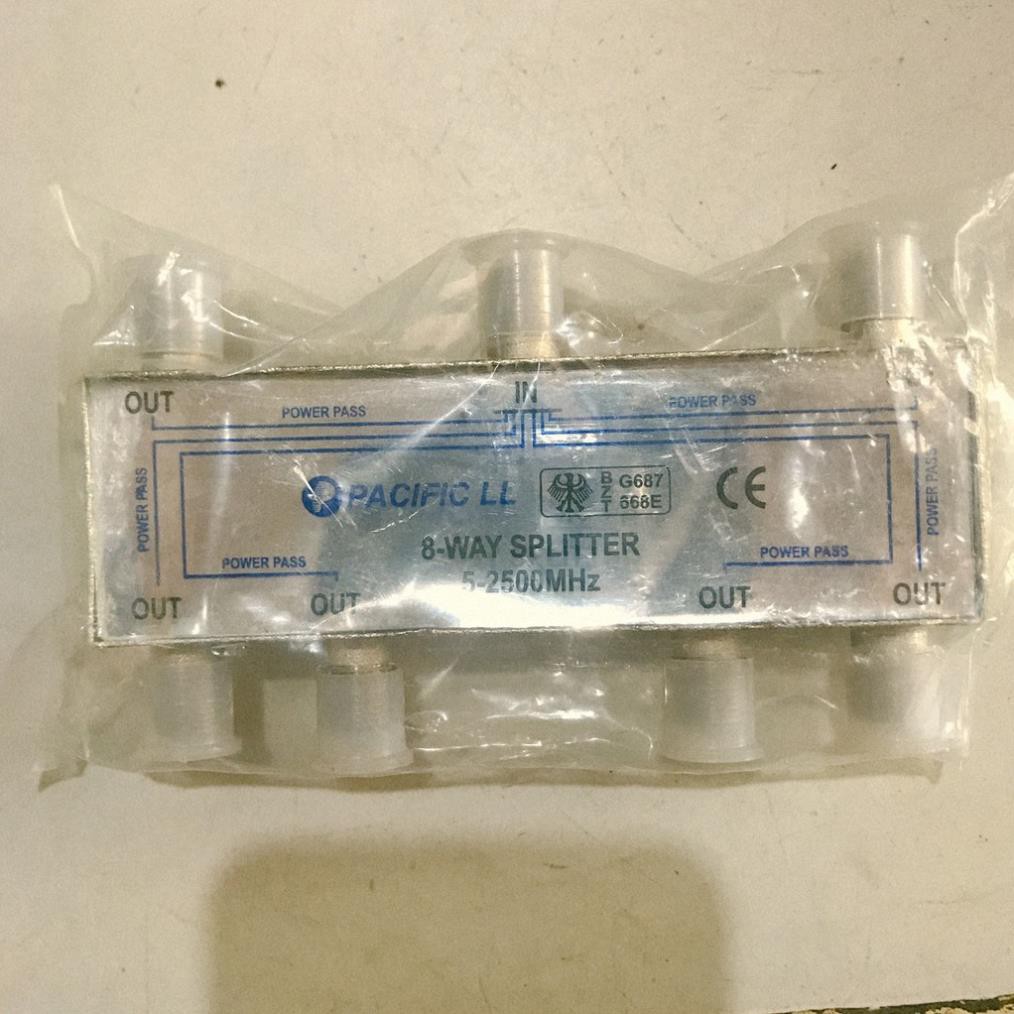 IN
OUT
POWER PASS
POWER PASS
POWER PASS
POWER PASS
PACIFIC LL
BZT G687
668E
CE
8-WAY SPLITTER
5-2500MHz
POWER PASS
POWER PASS
OUT
OUT
OUT
OUT